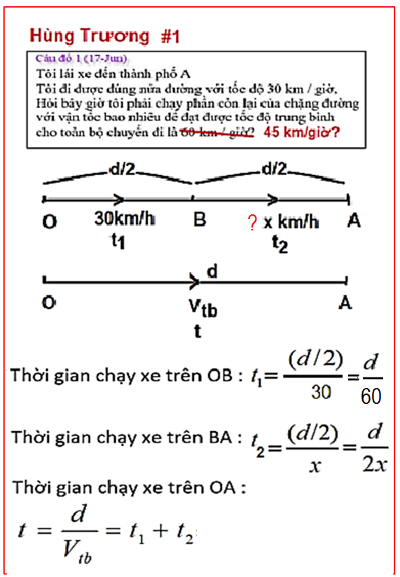 Hùng Trương #1
Câu đố 1 (17-Jun)
Tôi lái xe đến thành phố A
Tôi đi được đúng nửa đường với tốc độ 30 km / giờ,
Hỏi bây giờ tôi phải chạy phần còn lại của chặng đường
với vận tốc bao nhiêu để đạt được tốc độ trung bình
cho toàn bộ chuyến đi là 60 km / giờ? 45 km/giờ?
d/2 d/2
O 30km/h B ? x km/h A
t1 t2
d
O Vtb A
t
Thời gian chạy xe trên OB : t1 = (d/2)/30 = d/60
Thời gian chạy xe trên BA : t2 = (d/2)/x = d/2x
Thời gian chạy xe trên OA :
t = d/Vtb = t1 + t2